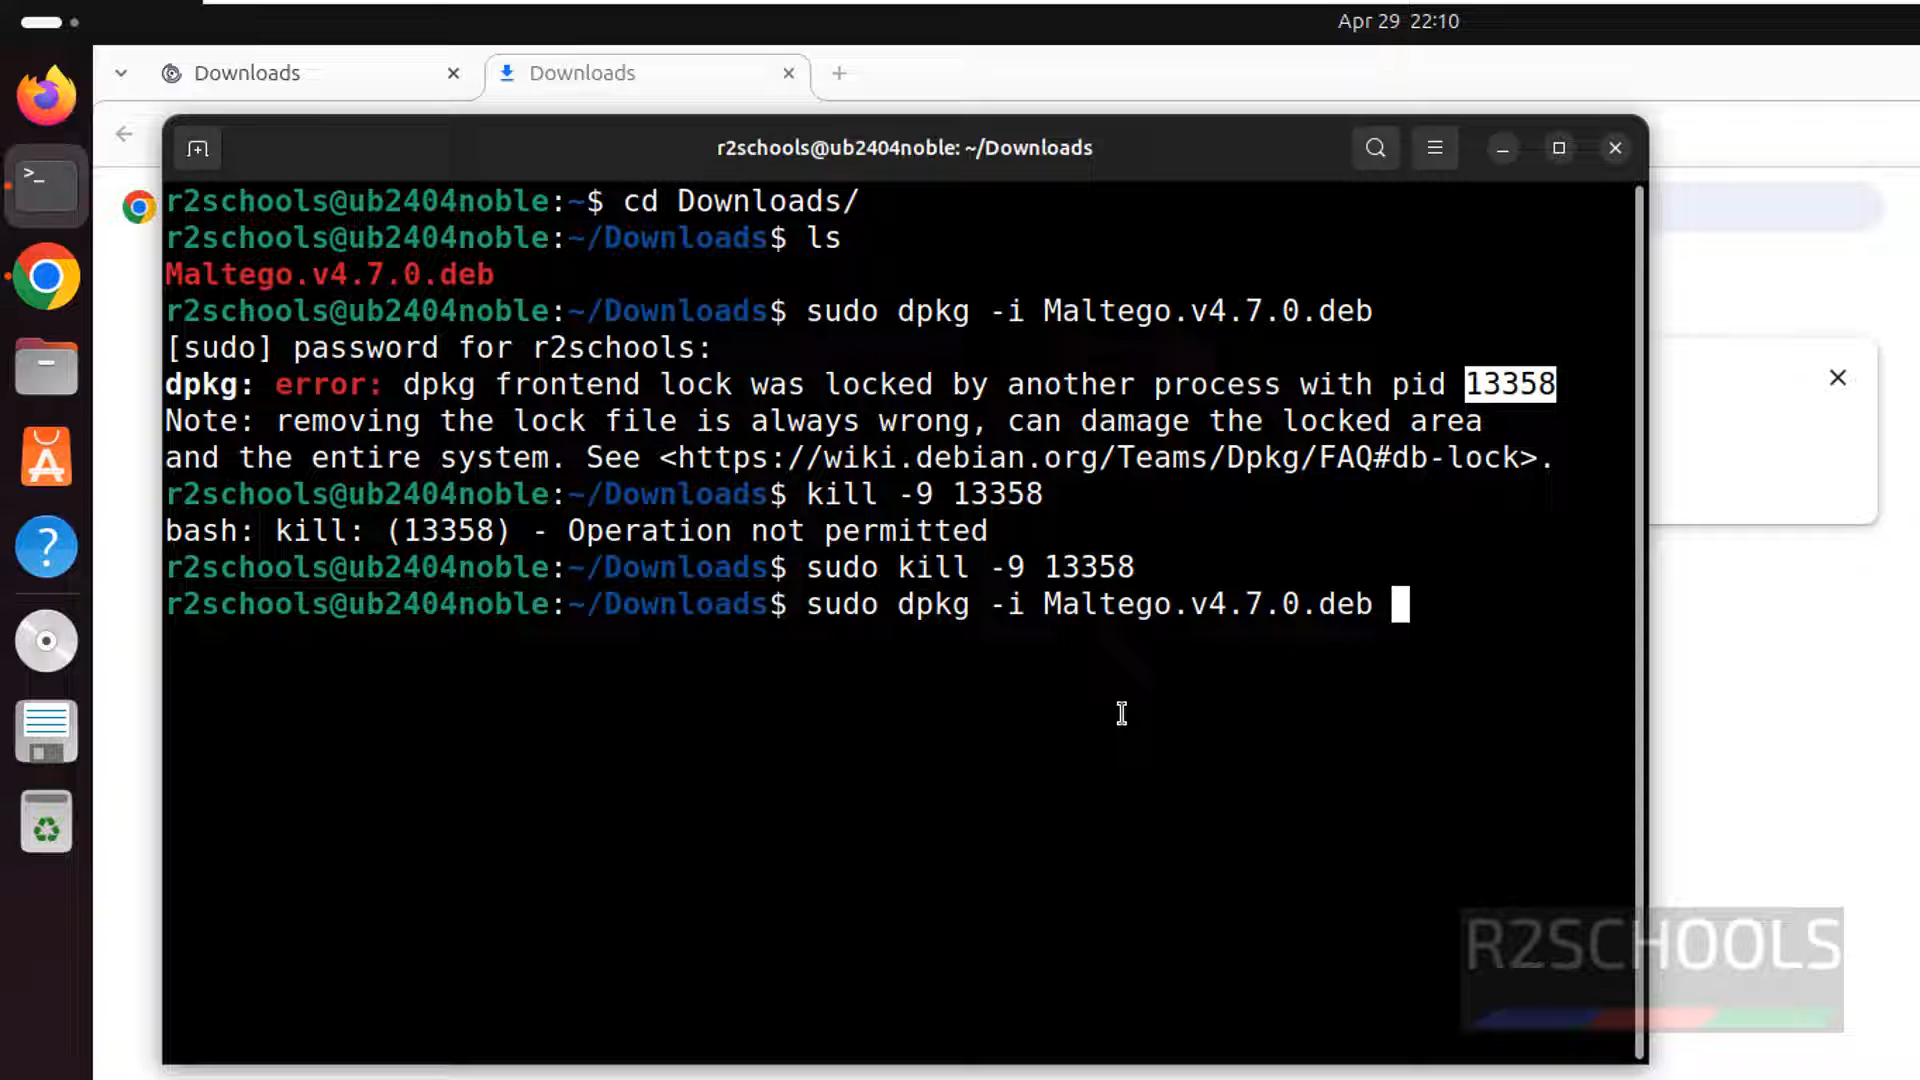 Apr 29 22:10
Downloads
Downloads
r2schools@ub2404noble: ~/Downloads
r2schools@ub2404noble:~$ cd Downloads/
r2schools@ub2404noble:~/Downloads$ ls
Maltego.v4.7.0.deb
r2schools@ub2404noble:~/Downloads$ sudo dpkg -i Maltego.v4.7.0.deb
[sudo] password for r2schools:
dpkg: error: dpkg frontend lock was locked by another process with pid 13358
Note: removing the lock file is always wrong, can damage the locked area
and the entire system. See <https://wiki.debian.org/Teams/Dpkg/FAQ#db-lock>.
r2schools@ub2404noble:~/Downloads$ kill -9 13358
bash: kill: (13358) - Operation not permitted
r2schools@ub2404noble:~/Downloads$ sudo kill -9 13358
r2schools@ub2404noble:~/Downloads$ sudo dpkg -i Maltego.v4.7.0.deb
R2SCHOOLS